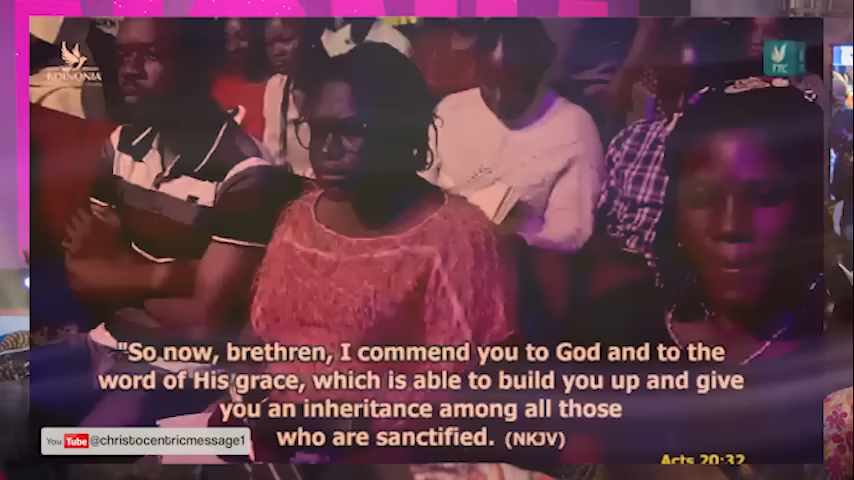 KOINONIA
TTC
"So now, brethren, I commend you to God and to the
word of His grace, which is able to build you up and give
you an inheritance among all those
who are sanctified. (NKJV)
You Tube @christocentricmessage1
Acts 20:32